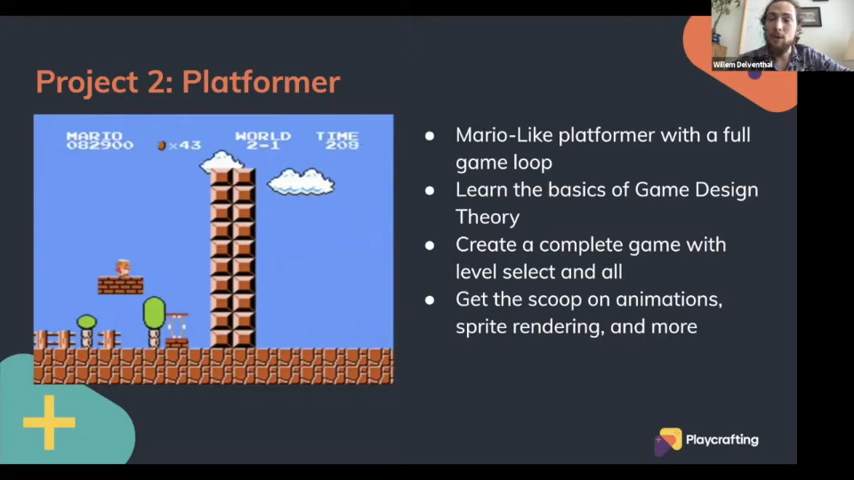 Willem Delventhal
Project 2: Platformer
MARIO WORLD TIME
082900 ×43 2-1 209
● Mario-Like platformer with a full
game loop
● Learn the basics of Game Design
Theory
● Create a complete game with
level select and all
● Get the scoop on animations,
sprite rendering, and more
Playcrafting